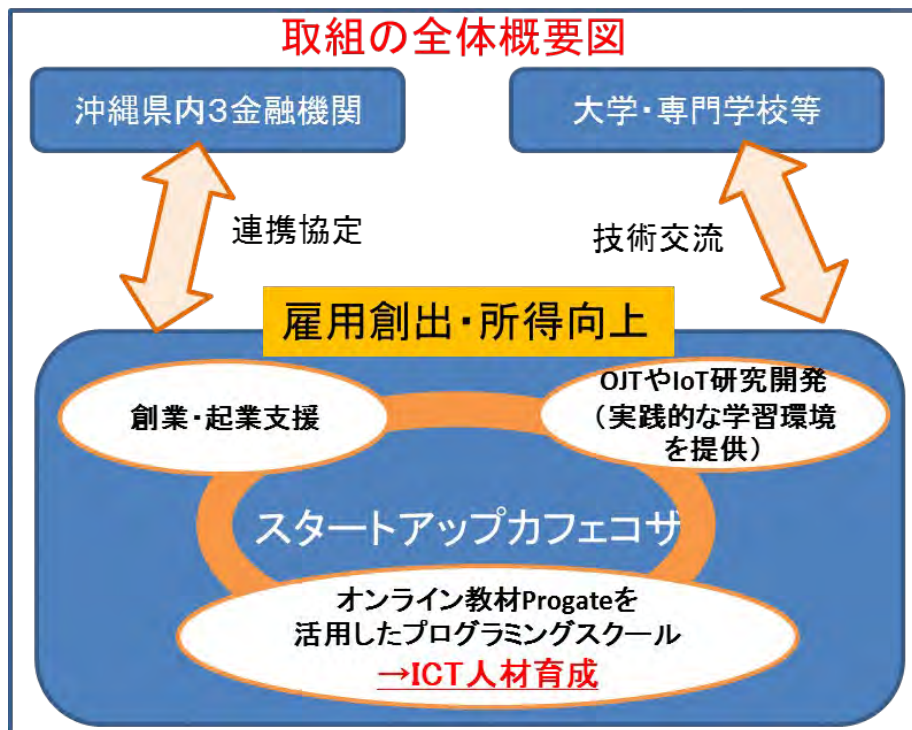 取組の全体概要図
沖縄県内3金融機関
大学・専門学校等
連携協定
技術交流
雇用創出・所得向上
創業・起業支援
OJTやIoT研究開発
（実践的な学習環境
を提供）
スタートアップカフェコザ
オンライン教材Progateを
活用したプログラミングスクール
→ICT人材育成